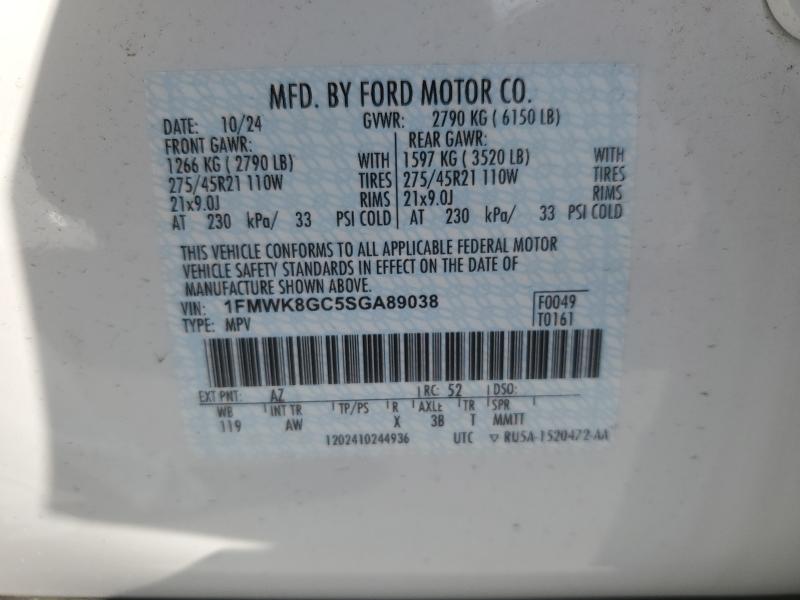 MFD. BY FORD MOTOR CO.
DATE: 10/24 GVWR: 2790 KG ( 6150 LB)
FRONT GAWR: REAR GAWR:
1266 KG ( 2790 LB) WITH 1597 KG ( 3520 LB) WITH
275/45R21 110W TIRES 275/45R21 110W TIRES
21x9.0J RIMS 21x9.0J RIMS
AT 230 kPa/ 33 PSI COLD AT 230 kPa/ 33 PSI COLD
THIS VEHICLE CONFORMS TO ALL APPLICABLE FEDERAL MOTOR
VEHICLE SAFETY STANDARDS IN EFFECT ON THE DATE OF
MANUFACTURE SHOWN ABOVE.
VIN: 1FMWK8GC5SGA89038 F0049
TYPE: MPV T0161
EXT PNT: AZ RC: 52 DSO:
WB INT TR TP/PS R AXLE TR SPR
119 AW X 3B T MMTT
1202410244936 UTC ▽ RU5A-1520472-AA